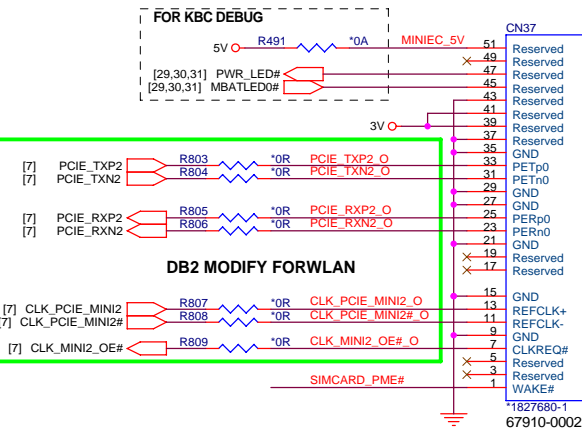 FOR KBC DEBUG
CN37
5V R491 *0A MINIEC_5V 51 Reserved
49 Reserved
[29,30,31] PWR_LED# 47 Reserved
[29,30,31] MBATLED0# 45 Reserved
43 Reserved
41 Reserved
3V 39 Reserved
37 Reserved
35 GND
[7] PCIE_TXP2 R803 *0R PCIE_TXP2_O 33 PETp0
[7] PCIE_TXN2 R804 *0R PCIE_TXN2_O 31 PETn0
29 GND
27 GND
[7] PCIE_RXP2 R805 *0R PCIE_RXP2_O 25 PERp0
[7] PCIE_RXN2 R806 *0R PCIE_RXN2_O 23 PERn0
21 GND
19 Reserved
DB2 MODIFY FORWLAN 17 Reserved
15 GND
[7] CLK_PCIE_MINI2 R807 *0R CLK_PCIE_MINI2_O 13 REFCLK+
[7] CLK_PCIE_MINI2# R808 *0R CLK_PCIE_MINI2#_O 11 REFCLK-
9 GND
[7] CLK_MINI2_OE# R809 *0R CLK_MINI2_OE#_O 7 CLKREQ#
5 Reserved
3 Reserved
SIMCARD_PME# 1 WAKE#
*1827680-1
67910-0002